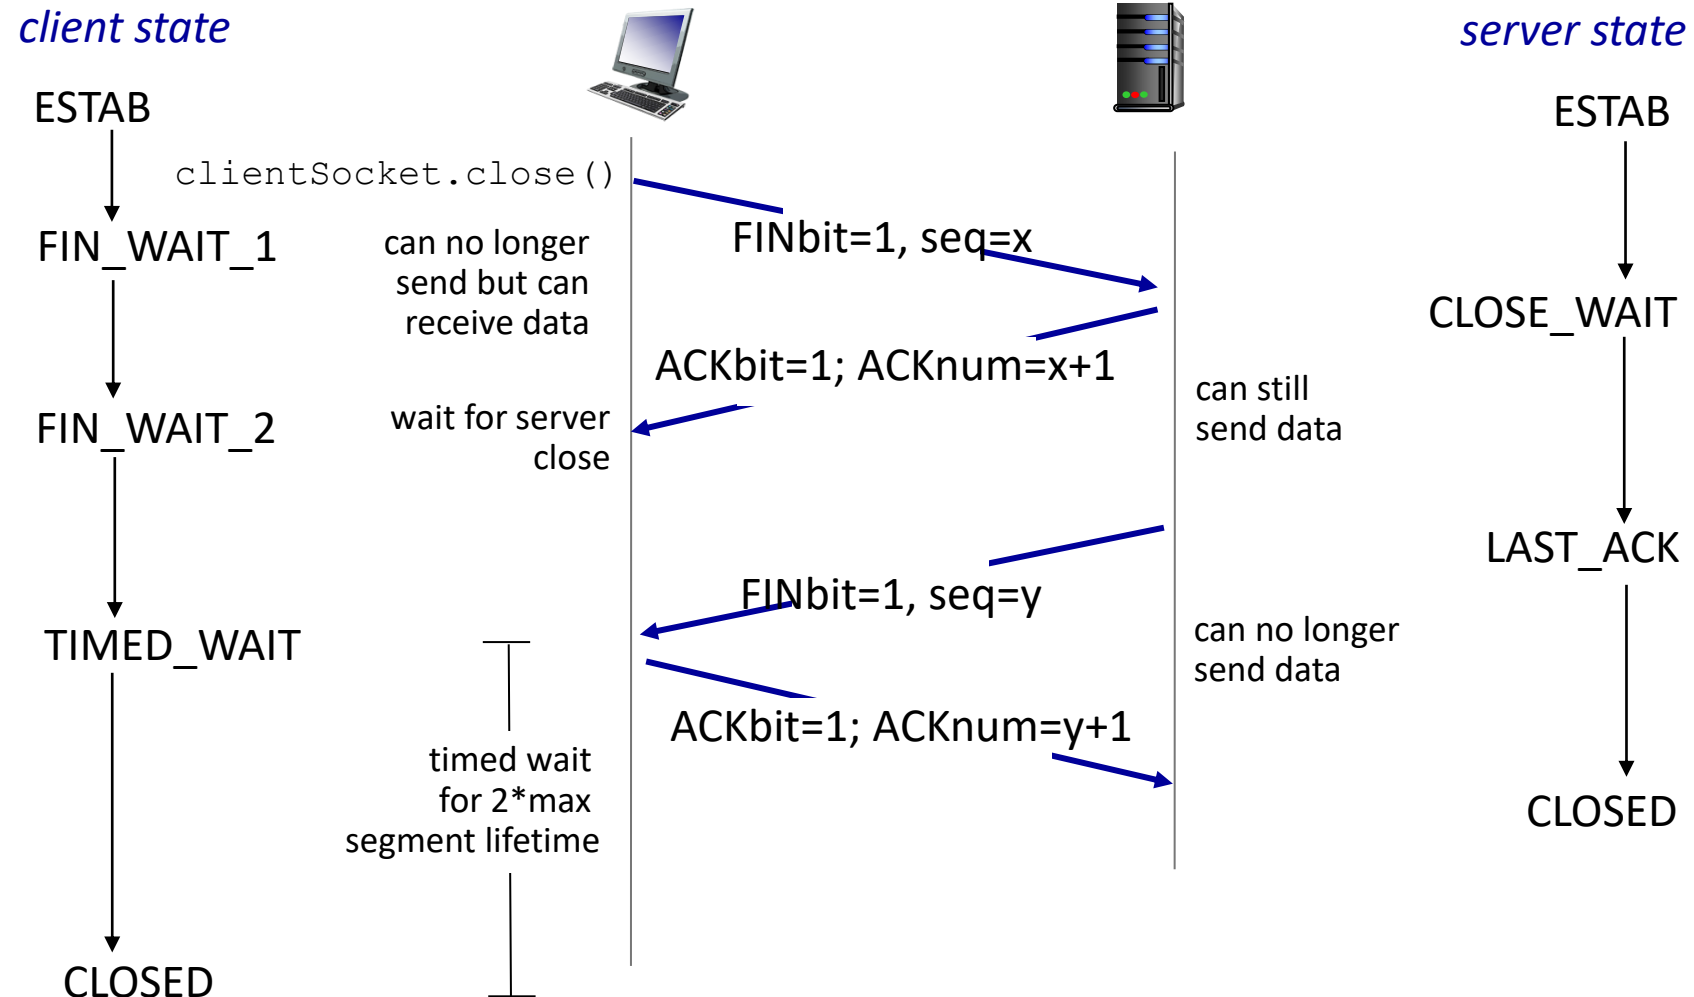 client state
server state
ESTAB
ESTAB
clientSocket.close()
FIN_WAIT_1
can no longer
send but can
receive data
FINbit=1, seq=x
CLOSE_WAIT
ACKbit=1; ACKnum=x+1
can still
send data
FIN_WAIT_2
wait for server
close
LAST_ACK
FINbit=1, seq=y
can no longer
send data
TIMED_WAIT
ACKbit=1; ACKnum=y+1
timed wait
for 2*max
segment lifetime
CLOSED
CLOSED